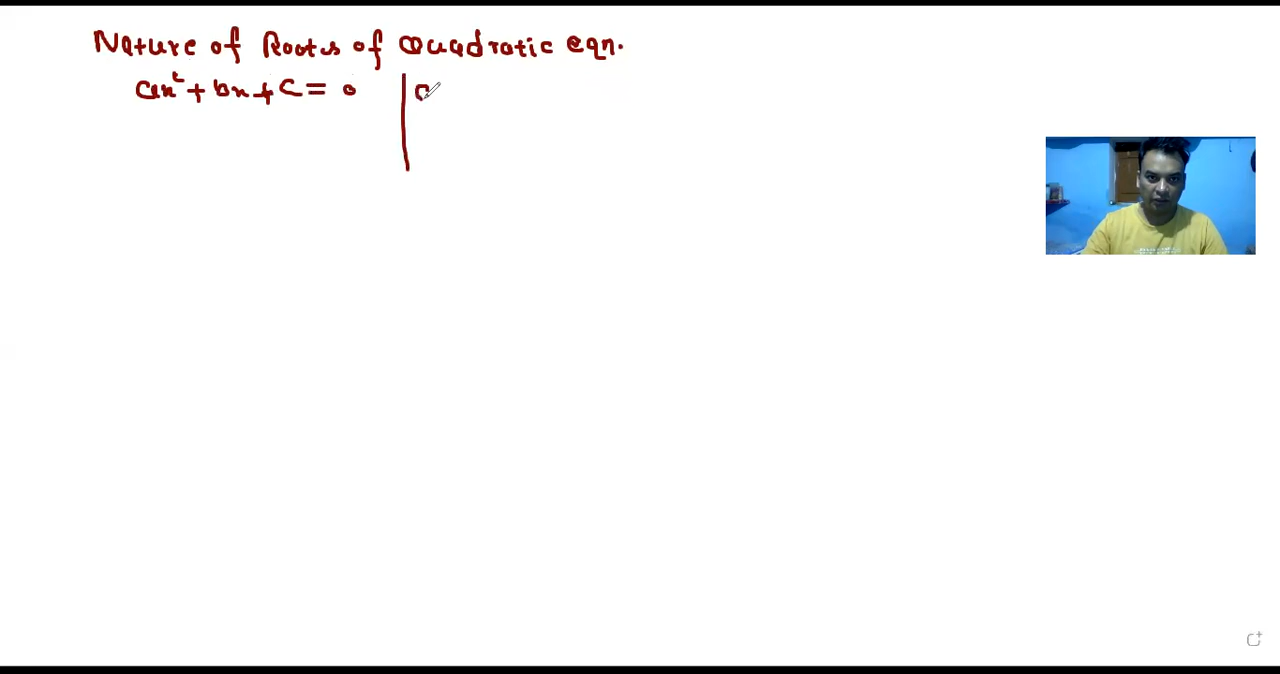 Nature of Roots of Quadratic eqn.
ax²+bx+c=0 | a